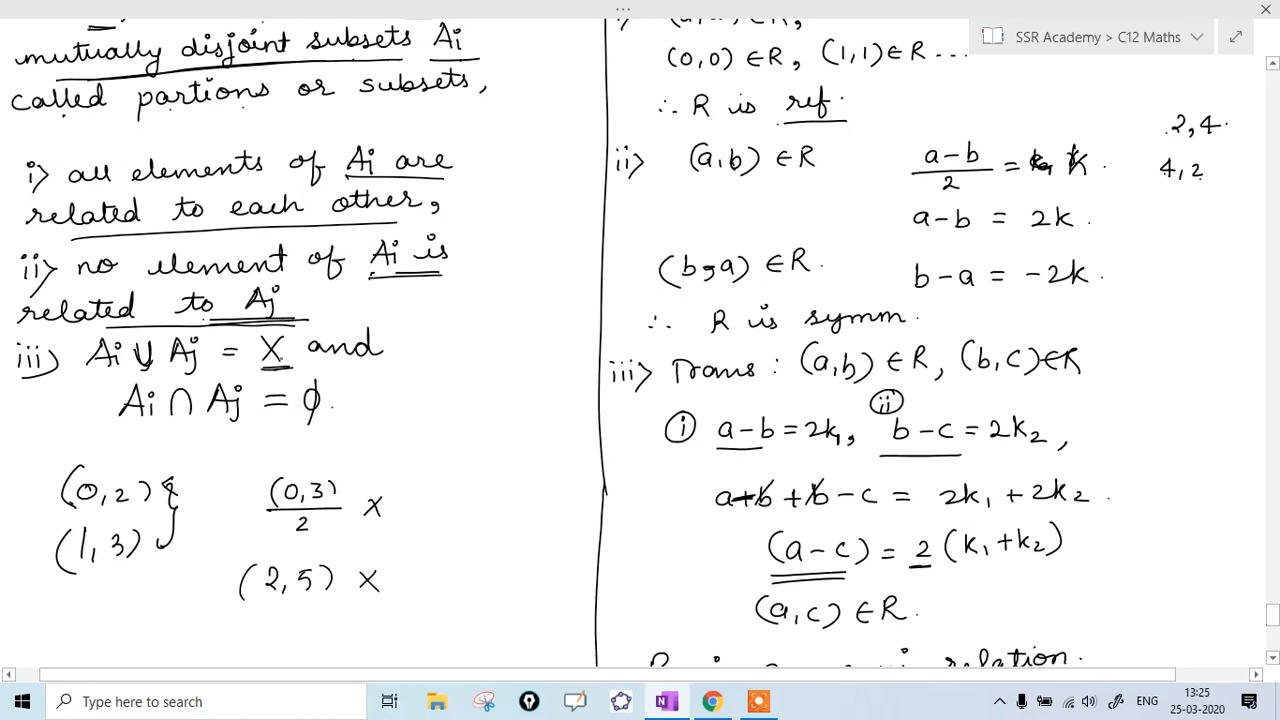 SSR Academy > C12 Maths
mutually disjoint subsets Ai
called partions or subsets,
i) all elements of Ai are
related to each other,
ii) no element of Ai is
related to Aj
iii) Ai ∪ Aj = X and
Ai ∩ Aj = ϕ.
(0,2)
(1,3)
(0,3)
2
×
(2,5) ×
(0,0) ∈ R, (1,1) ∈ R ...
∴ R is ref.
ii) (a,b) ∈ R
a-b
2
= k.
a-b = 2k.
(b,a) ∈ R.
b-a = -2k.
2,4.
4,2
∴ R is symm.
iii) Trans : (a,b) ∈ R, (b,c) ∈ R
i a-b = 2k1, ii b-c = 2k2,
a-b + b-c = 2k1 + 2k2.
(a-c) = 2 (k1+k2)
(a,c) ∈ R.
relation.
Type here to search
ENG
13:25
25-03-2020